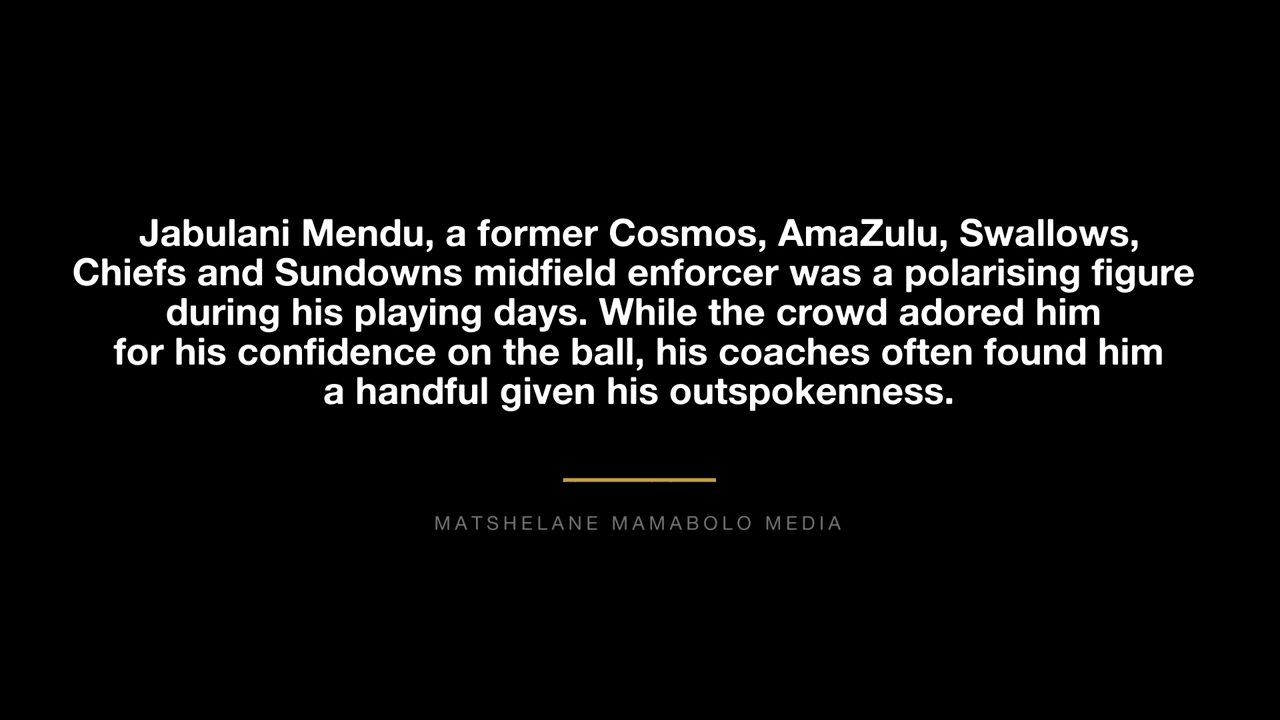 Jabulani Mendu, a former Cosmos, AmaZulu, Swallows,
Chiefs and Sundowns midfield enforcer was a polarising figure
during his playing days. While the crowd adored him
for his confidence on the ball, his coaches often found him
a handful given his outspokenness.
MATSHELANE MAMABOLO MEDIA